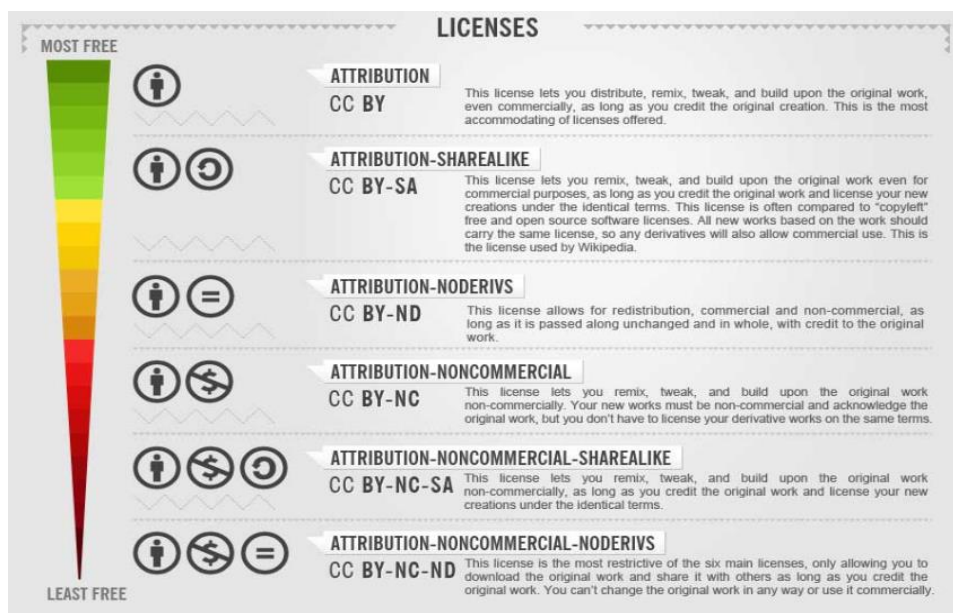 LICENSES
MOST FREE
ATTRIBUTION
CC BY
This license lets you distribute, remix, tweak, and build upon the original work,
even commercially, as long as you credit the original creation. This is the most
accommodating of licenses offered.
ATTRIBUTION-SHAREALIKE
CC BY-SA
This license lets you remix, tweak, and build upon the original work even for
commercial purposes, as long as you credit the original work and license your new
creations under the identical terms. This license is often compared to “copyleft”
free and open source software licenses. All new works based on the work should
carry the same license, so any derivatives will also allow commercial use. This is
the license used by Wikipedia.
ATTRIBUTION-NODERIVS
CC BY-ND
This license allows for redistribution, commercial and non-commercial, as
long as it is passed along unchanged and in whole, with credit to the original
work.
ATTRIBUTION-NONCOMMERCIAL
CC BY-NC
This license lets you remix, tweak, and build upon the original work
non-commercially. Your new works must be non-commercial and acknowledge the
original work, but you don’t have to license your derivative works on the same terms.
ATTRIBUTION-NONCOMMERCIAL-SHAREALIKE
CC BY-NC-SA
This license lets you remix, tweak, and build upon the original work
non-commercially, as long as you credit the original work and license your new
creations under the identical terms.
ATTRIBUTION-NONCOMMERCIAL-NODERIVS
CC BY-NC-ND
This license is the most restrictive of the six main licenses, only allowing you to
download the original work and share it with others as long as you credit the
original work. You can’t change the original work in any way or use it commercially.
LEAST FREE